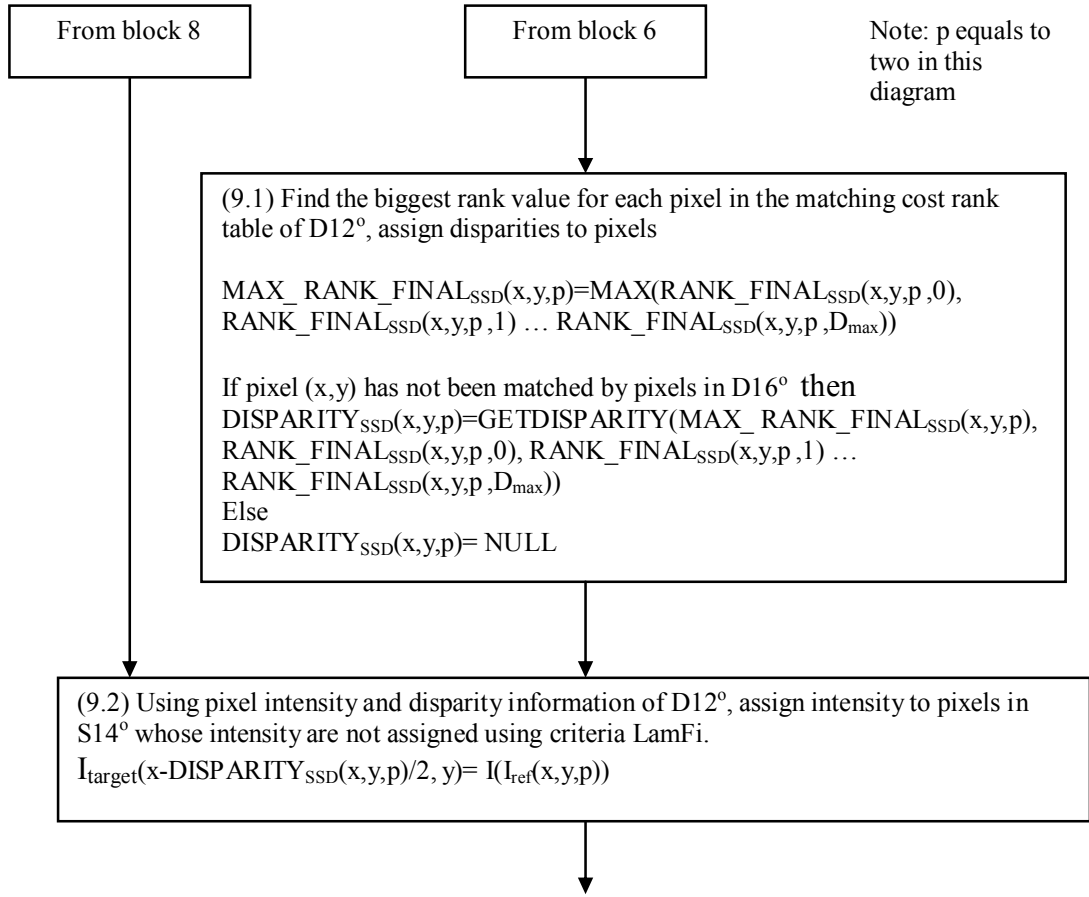 From block 8
From block 6
Note: p equals to
two in this
diagram
(9.1) Find the biggest rank value for each pixel in the matching cost rank
table of D12º, assign disparities to pixels
MAX_ RANK_FINALSSD(x,y,p)=MAX(RANK_FINALSSD(x,y,p ,0),
RANK_FINALSSD(x,y,p ,1) … RANK_FINALSSD(x,y,p ,Dmax))
If pixel (x,y) has not been matched by pixels in D16º then
DISPARITYSSD(x,y,p)=GETDISPARITY(MAX_ RANK_FINALSSD(x,y,p),
RANK_FINALSSD(x,y,p ,0), RANK_FINALSSD(x,y,p ,1) …
RANK_FINALSSD(x,y,p ,Dmax))
Else
DISPARITYSSD(x,y,p)= NULL
(9.2) Using pixel intensity and disparity information of D12º, assign intensity to pixels in
S14º whose intensity are not assigned using criteria LamFi.
Itarget(x-DISPARITYSSD(x,y,p)/2, y)= I(Iref(x,y,p))